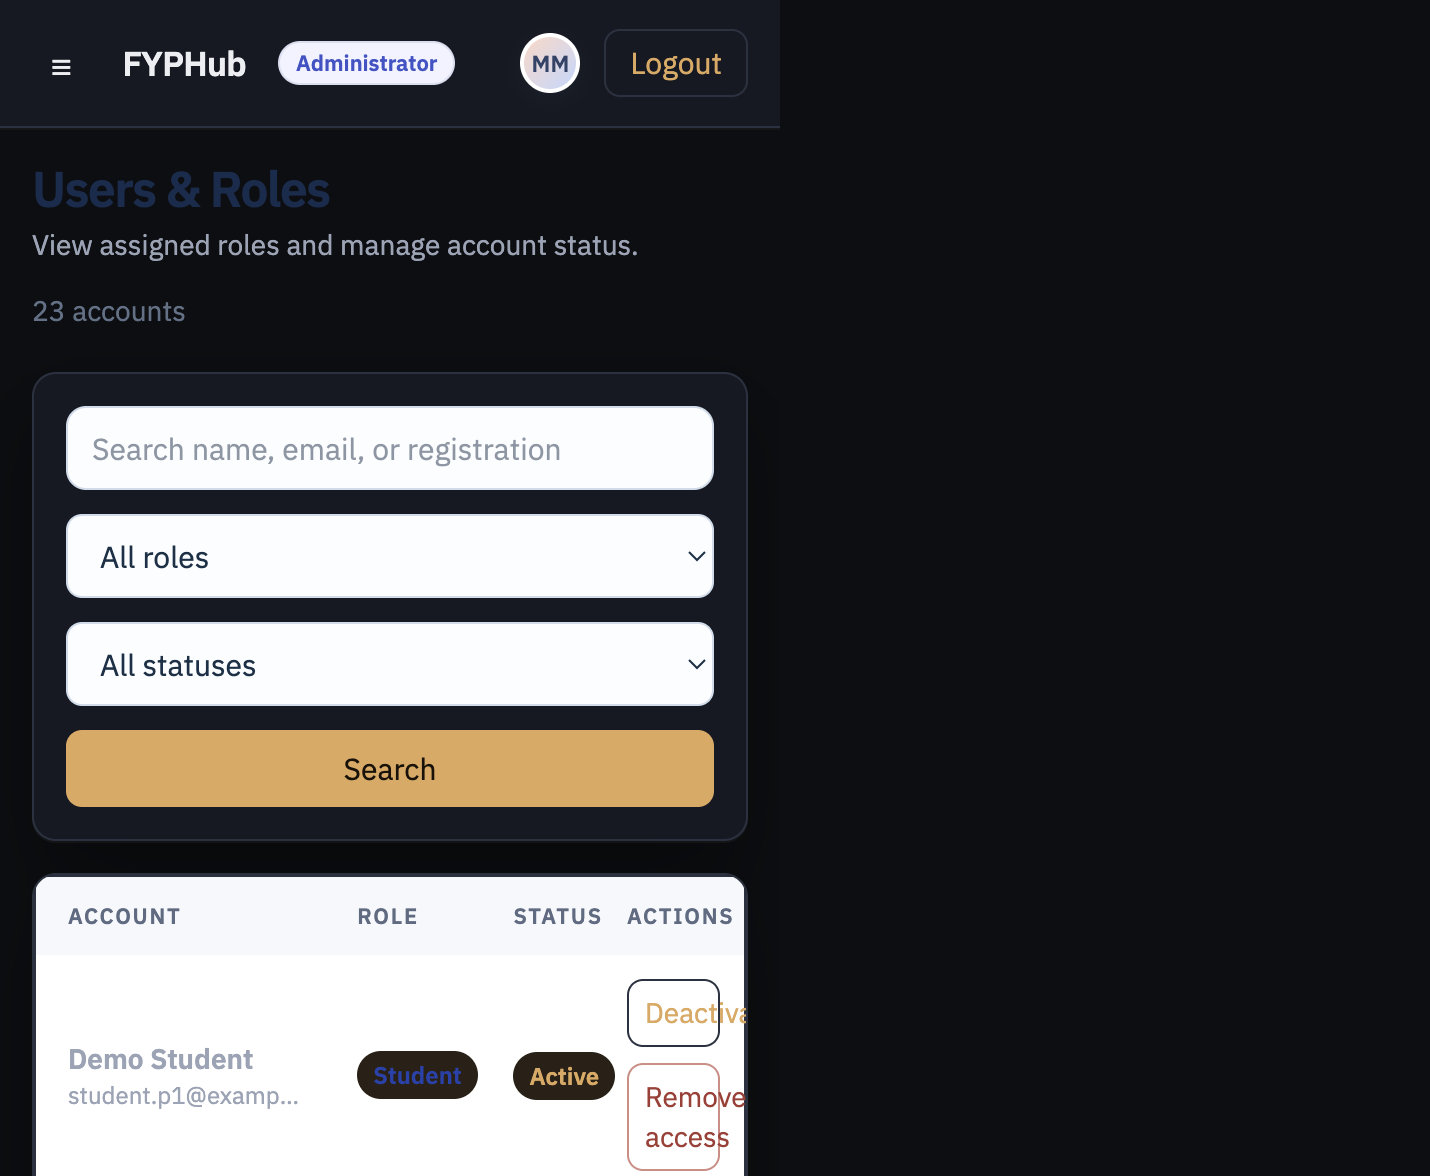 FYPHub
Administrator
MM
Logout
Users & Roles
View assigned roles and manage account status.
23 accounts
Search name, email, or registration
All roles
All statuses
Search
ACCOUNT ROLE STATUS ACTIONS
Deactiva
Demo Student
student.p1@examp...
Student
Active
Remove
access